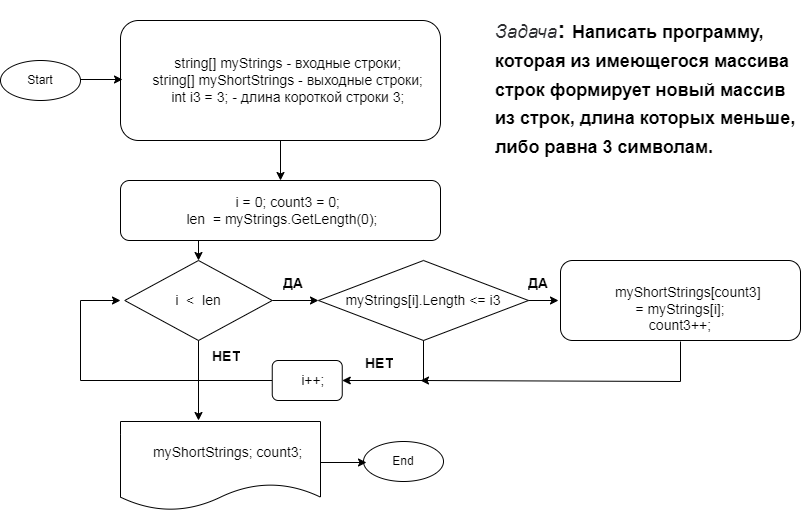 Задача: Написать программу,
которая из имеющегося массива
строк формирует новый массив
из строк, длина которых меньше,
либо равна 3 символам.
Start
string[] myStrings - входные строки;
string[] myShortStrings - выходные строки;
int i3 = 3; - длина короткой строки 3;
i = 0; count3 = 0;
len = myStrings.GetLength(0);
i < len
ДА
myStrings[i].Length <= i3
ДА
myShortStrings[count3]
= myStrings[i];
count3++;
НЕТ
НЕТ
i++;
myShortStrings; count3;
End